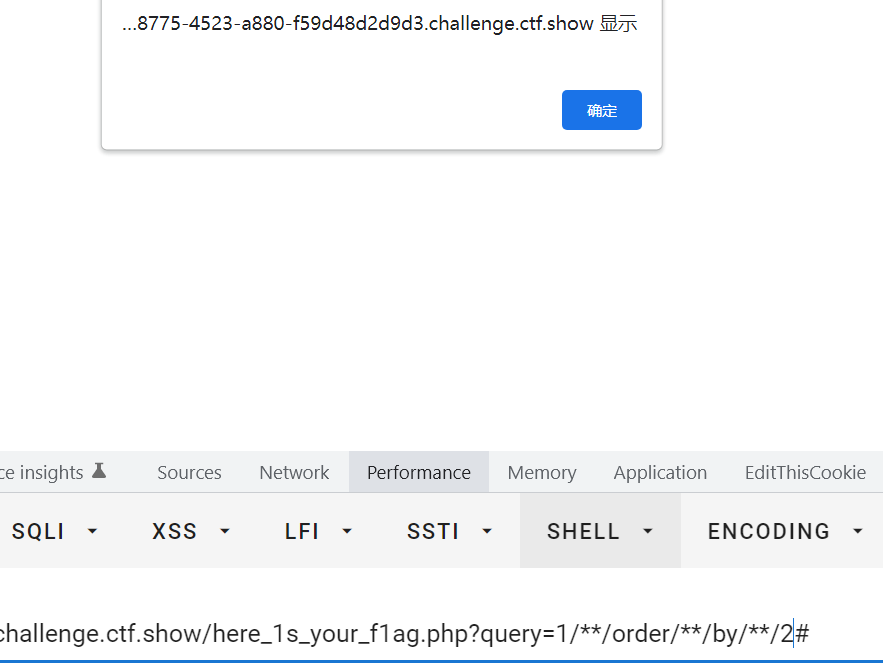 ...8775-4523-a880-f59d48d2d9d3.challenge.ctf.show 显示
确定
ce insights Sources Network Performance Memory Application EditThisCookie
SQLI XSS LFI SSTI SHELL ENCODING
challenge.ctf.show/here_1s_your_f1ag.php?query=1/**/order/**/by/**/2#